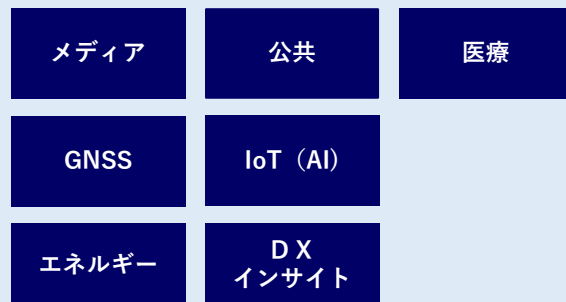 メディア
公共
医療
GNSS
IoT（AI）
エネルギー
ＤＸ
インサイト